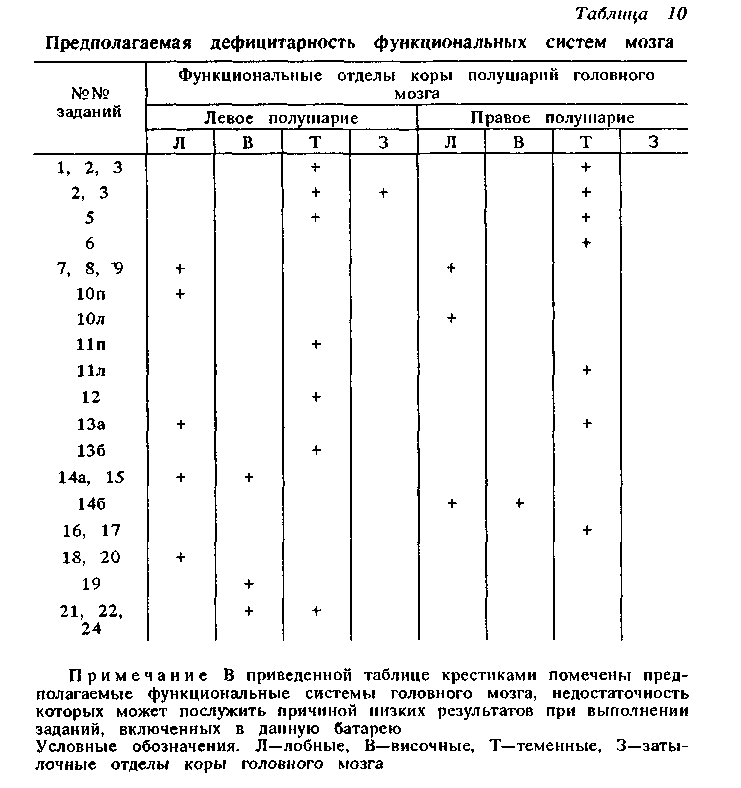 Таблица 10
Предполагаемая дефицитарность функциональных систем мозга
№№ заданий
Функциональные отделы коры полушарий головного
мозга
Левое полушарие Правое полушарие
Л В Т З Л В Т З
1, 2, 3 + +
2, 3 + + +
5 + +
6 +
7, 8, 9 + +
10п +
10л +
11п +
11л +
12 +
13а + +
13б +
14а, 15 + +
14б + +
16, 17 +
18, 20 +
19 +
21, 22, + +
24
Примечание В приведенной таблице крестиками помечены пред-
полагаемые функциональные системы головного мозга, недостаточность
которых может послужить причиной низких результатов при выполнении
заданий, включенных в данную батарею
Условные обозначения. Л—лобные, В—височные, Т—теменные, З—заты-
лочные отделы коры головного мозга